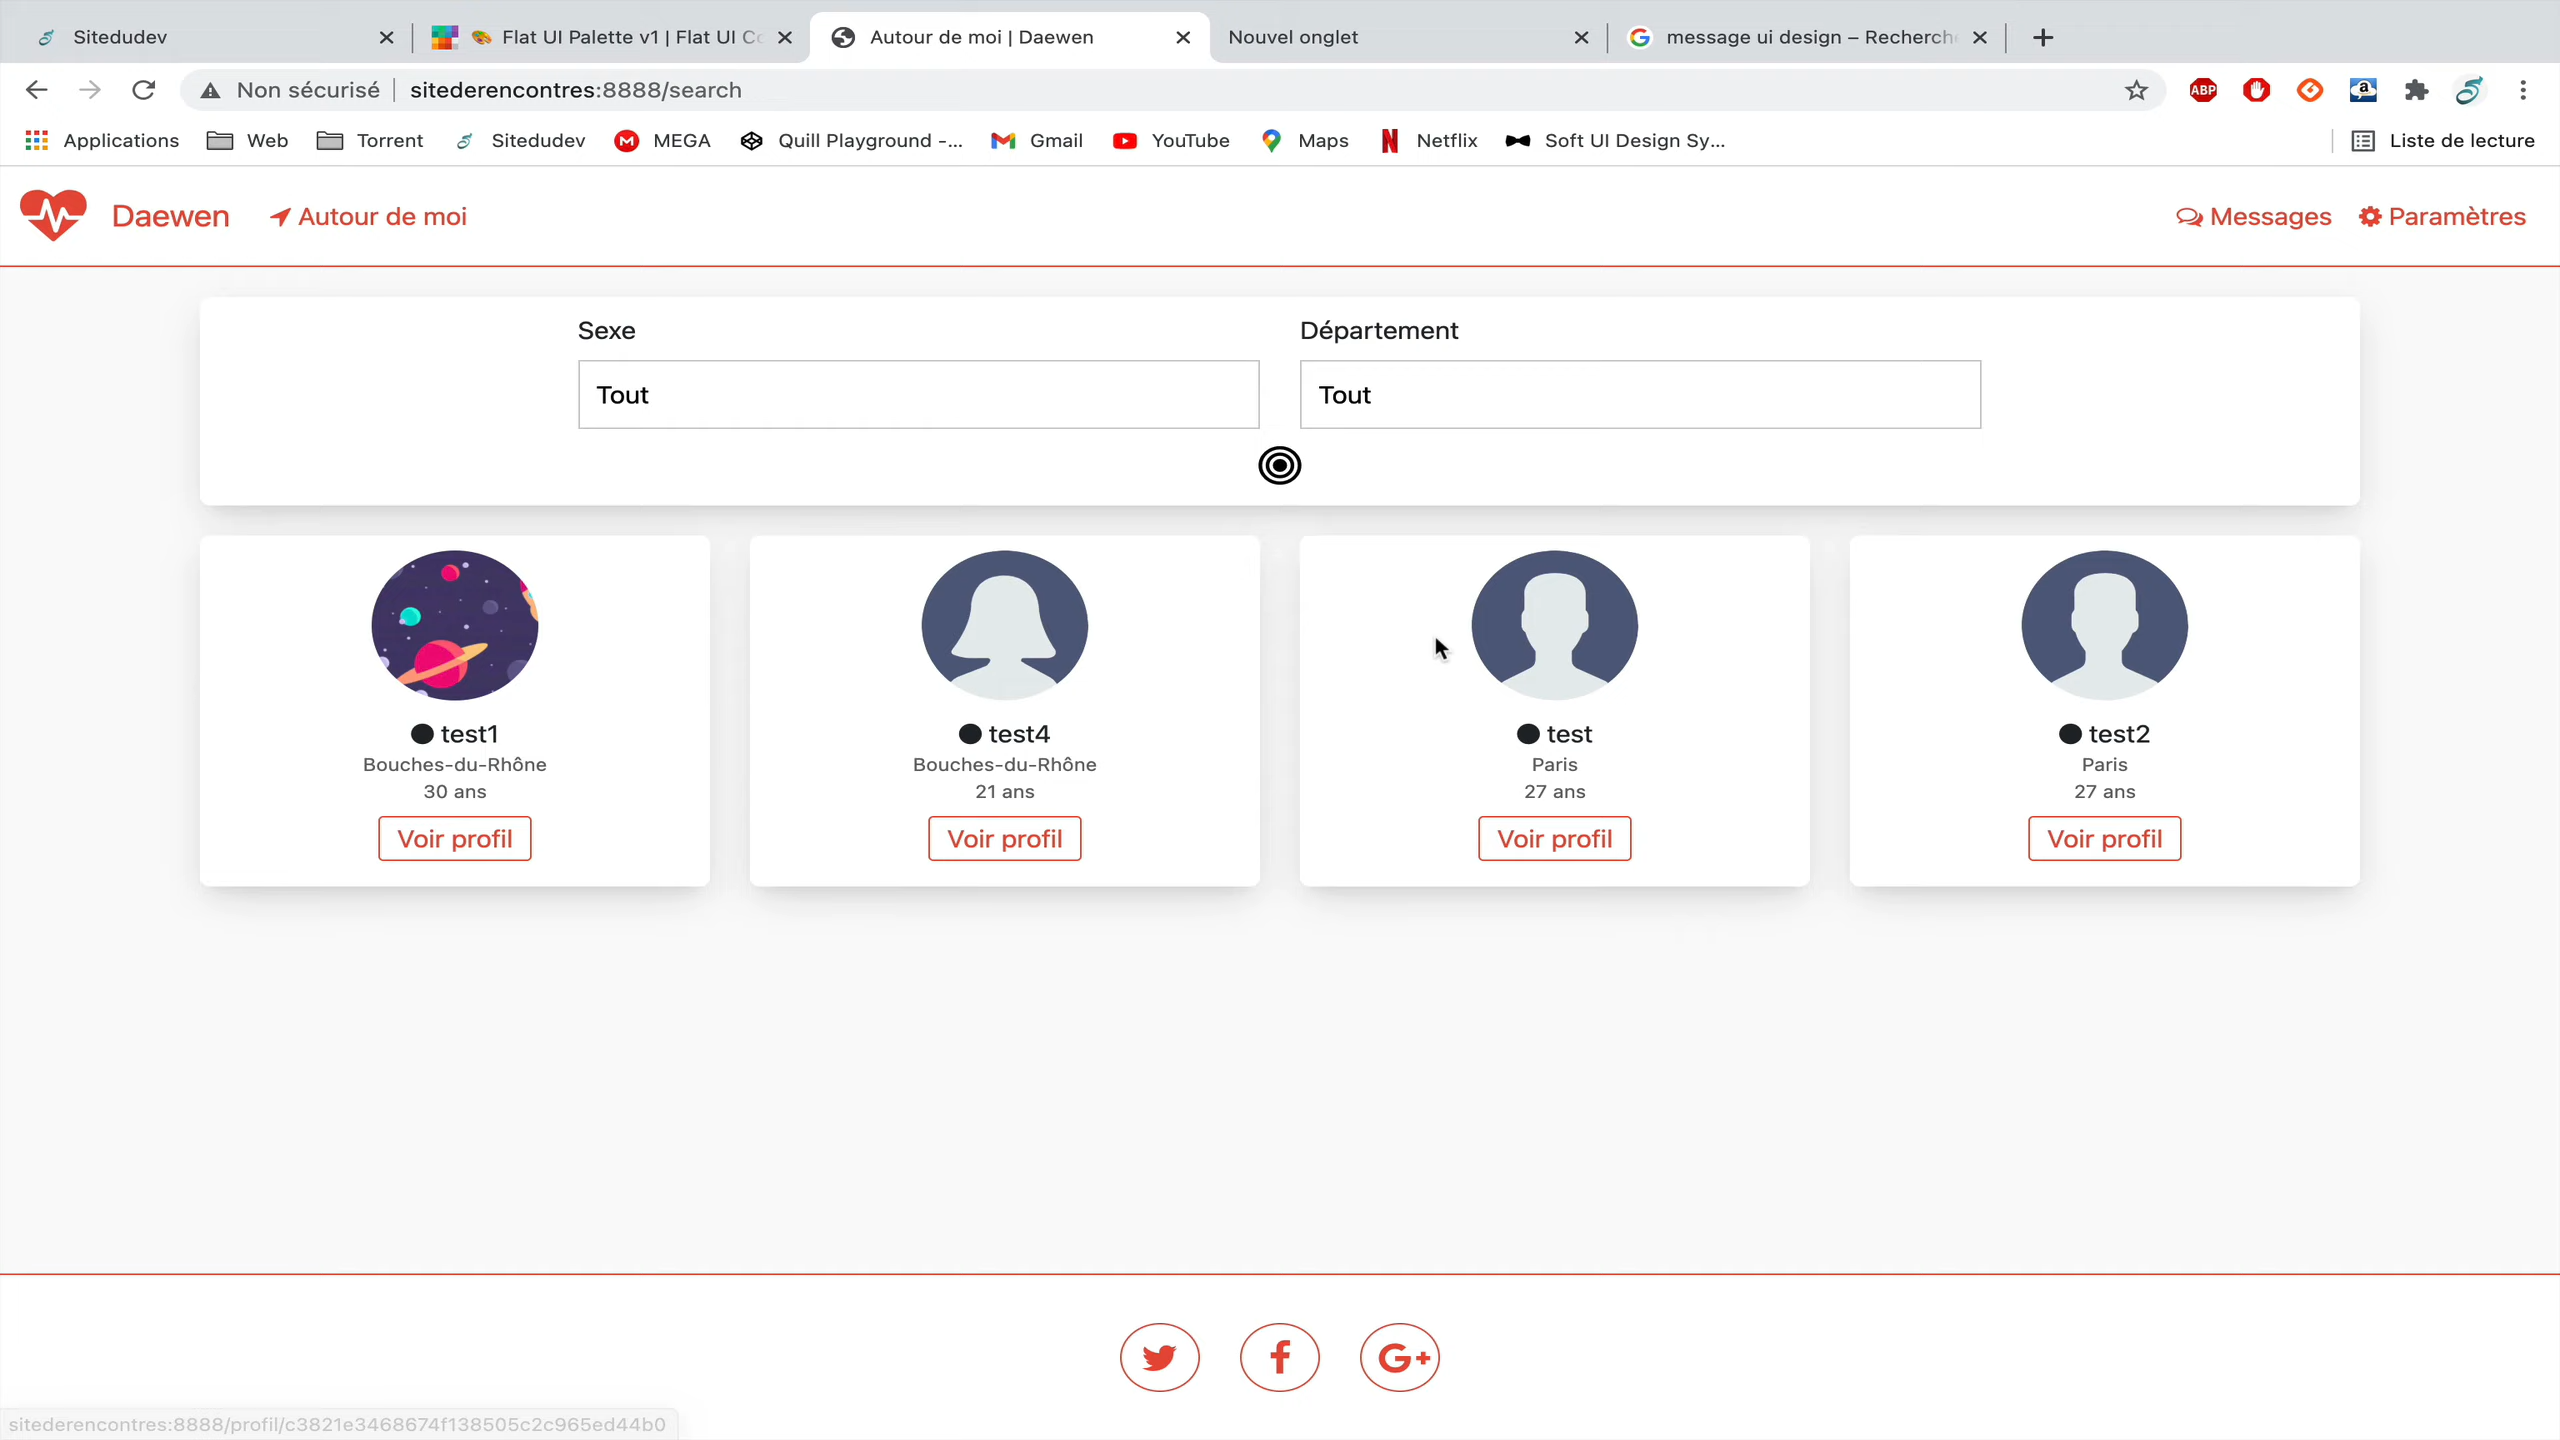 Sitedudev
Flat UI Palette v1 | Flat UI Co
Autour de moi | Daewen
Nouvel onglet
message ui design – Recherch
Non sécurisé | sitederencontres:8888/search
ABP
Applications
Web
Torrent
Sitedudev
MEGA
Quill Playground -...
Gmail
YouTube
Maps
Netflix
Soft UI Design Sy...
Liste de lecture
Daewen
Autour de moi
Messages
Paramètres
Sexe
Département
Tout
Tout
test1
Bouches-du-Rhône
30 ans
Voir profil
test4
Bouches-du-Rhône
21 ans
Voir profil
test
Paris
27 ans
Voir profil
test2
Paris
27 ans
Voir profil
sitederencontres:8888/profil/c3821e3468674f138505c2c965ed44b0